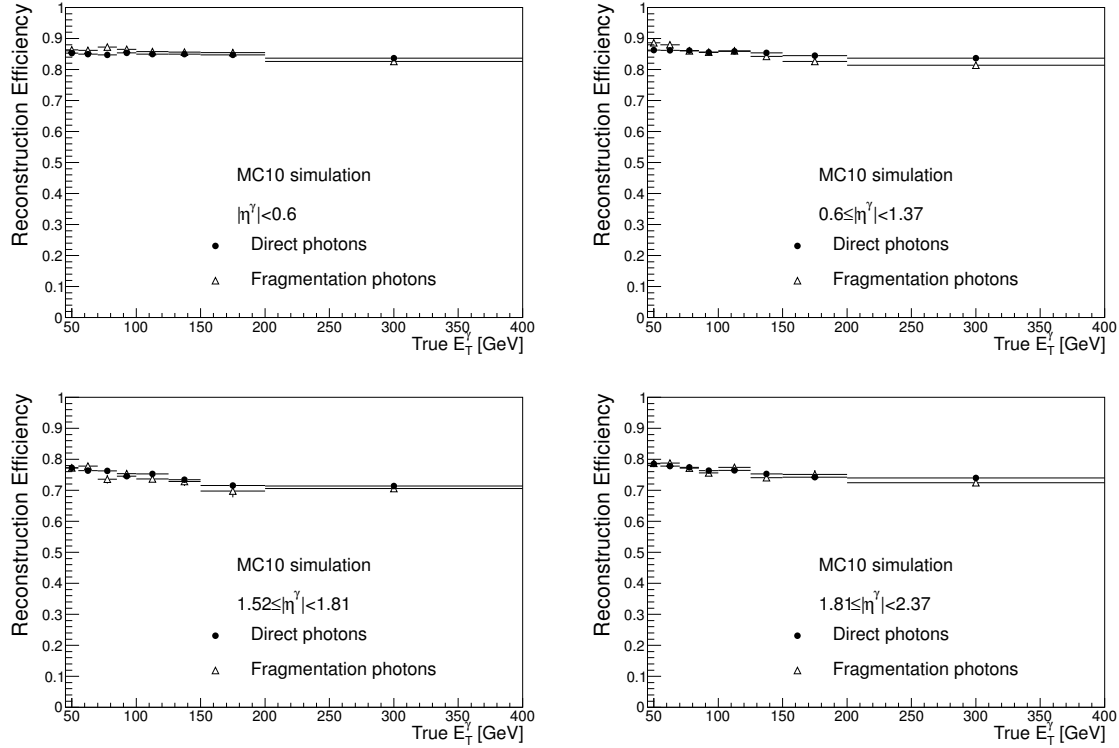 Reconstruction Efficiency
1
0.9
0.8
0.7
0.6
0.5
0.4
0.3
0.2
0.1
0
MC10 simulation
|η^γ|<0.6
Direct photons
Fragmentation photons
50 100 150 200 250 300 350 400
True E_T^γ [GeV]
Reconstruction Efficiency
1
0.9
0.8
0.7
0.6
0.5
0.4
0.3
0.2
0.1
0
MC10 simulation
0.6≤|η^γ|<1.37
Direct photons
Fragmentation photons
50 100 150 200 250 300 350 400
True E_T^γ [GeV]
Reconstruction Efficiency
1
0.9
0.8
0.7
0.6
0.5
0.4
0.3
0.2
0.1
0
MC10 simulation
1.52≤|η^γ|<1.81
Direct photons
Fragmentation photons
50 100 150 200 250 300 350 400
True E_T^γ [GeV]
Reconstruction Efficiency
1
0.9
0.8
0.7
0.6
0.5
0.4
0.3
0.2
0.1
0
MC10 simulation
1.81≤|η^γ|<2.37
Direct photons
Fragmentation photons
50 100 150 200 250 300 350 400
True E_T^γ [GeV]